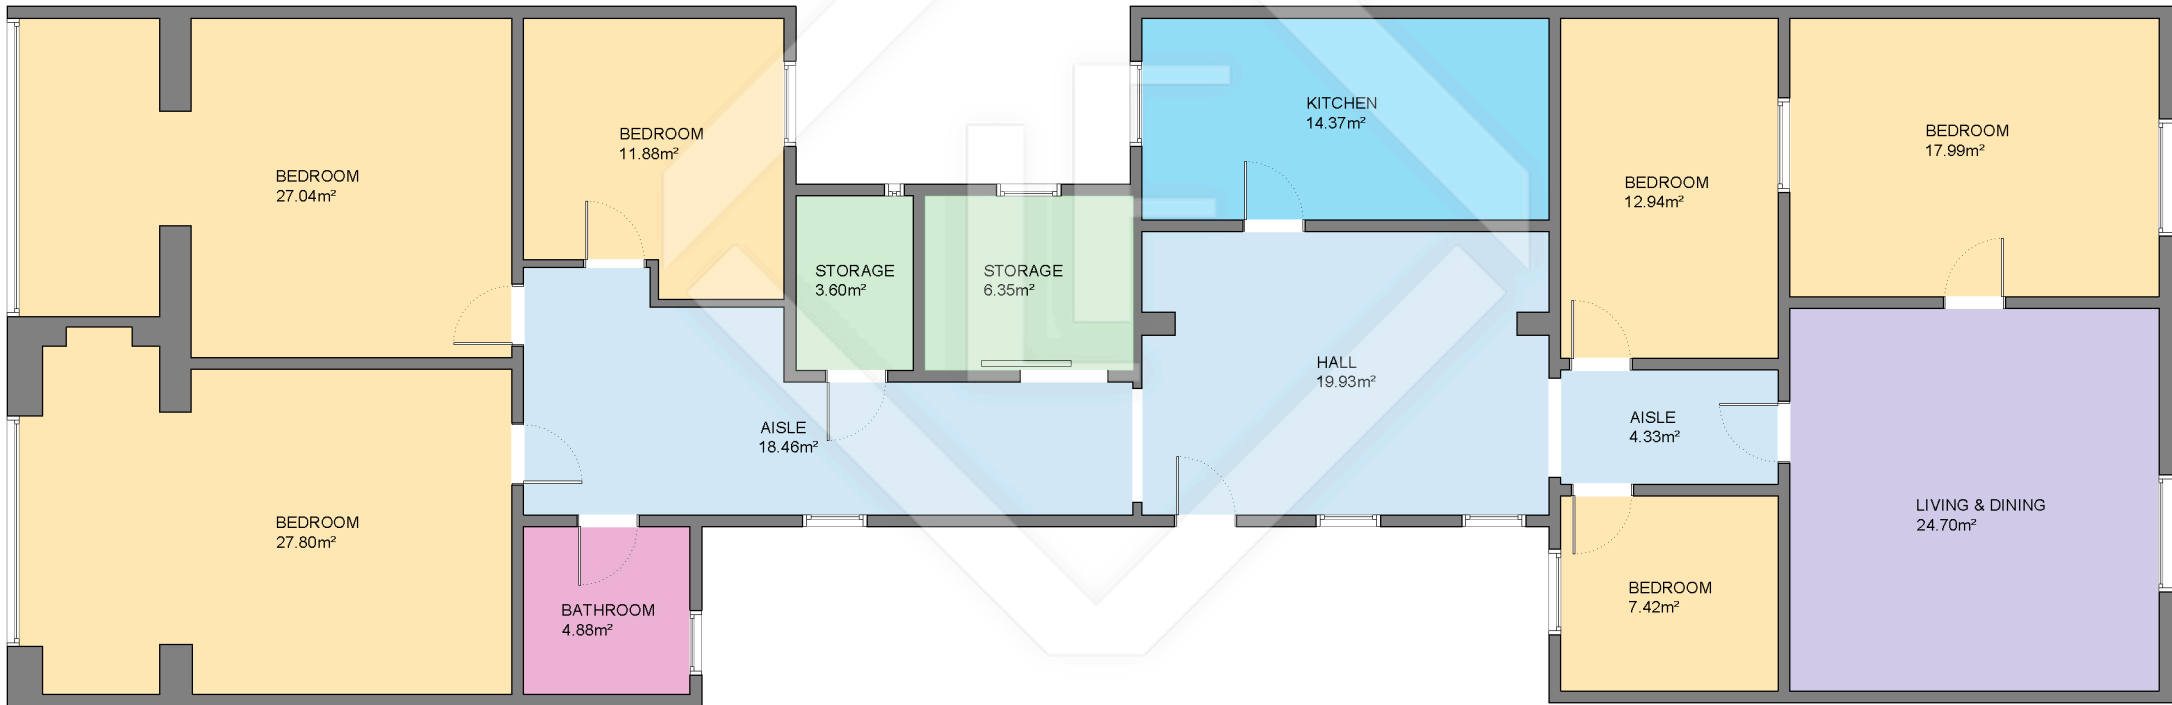 KITCHEN
14.37m²
BEDROOM
11.88m²
BEDROOM
17.99m²
BEDROOM
27.04m²
BEDROOM
12.94m²
STORAGE
3.60m²
STORAGE
6.35m²
HALL
19.93m²
AISLE
18.46m²
AISLE
4.33m²
LIVING & DINING
24.70m²
BEDROOM
27.80m²
BATHROOM
4.88m²
BEDROOM
7.42m²